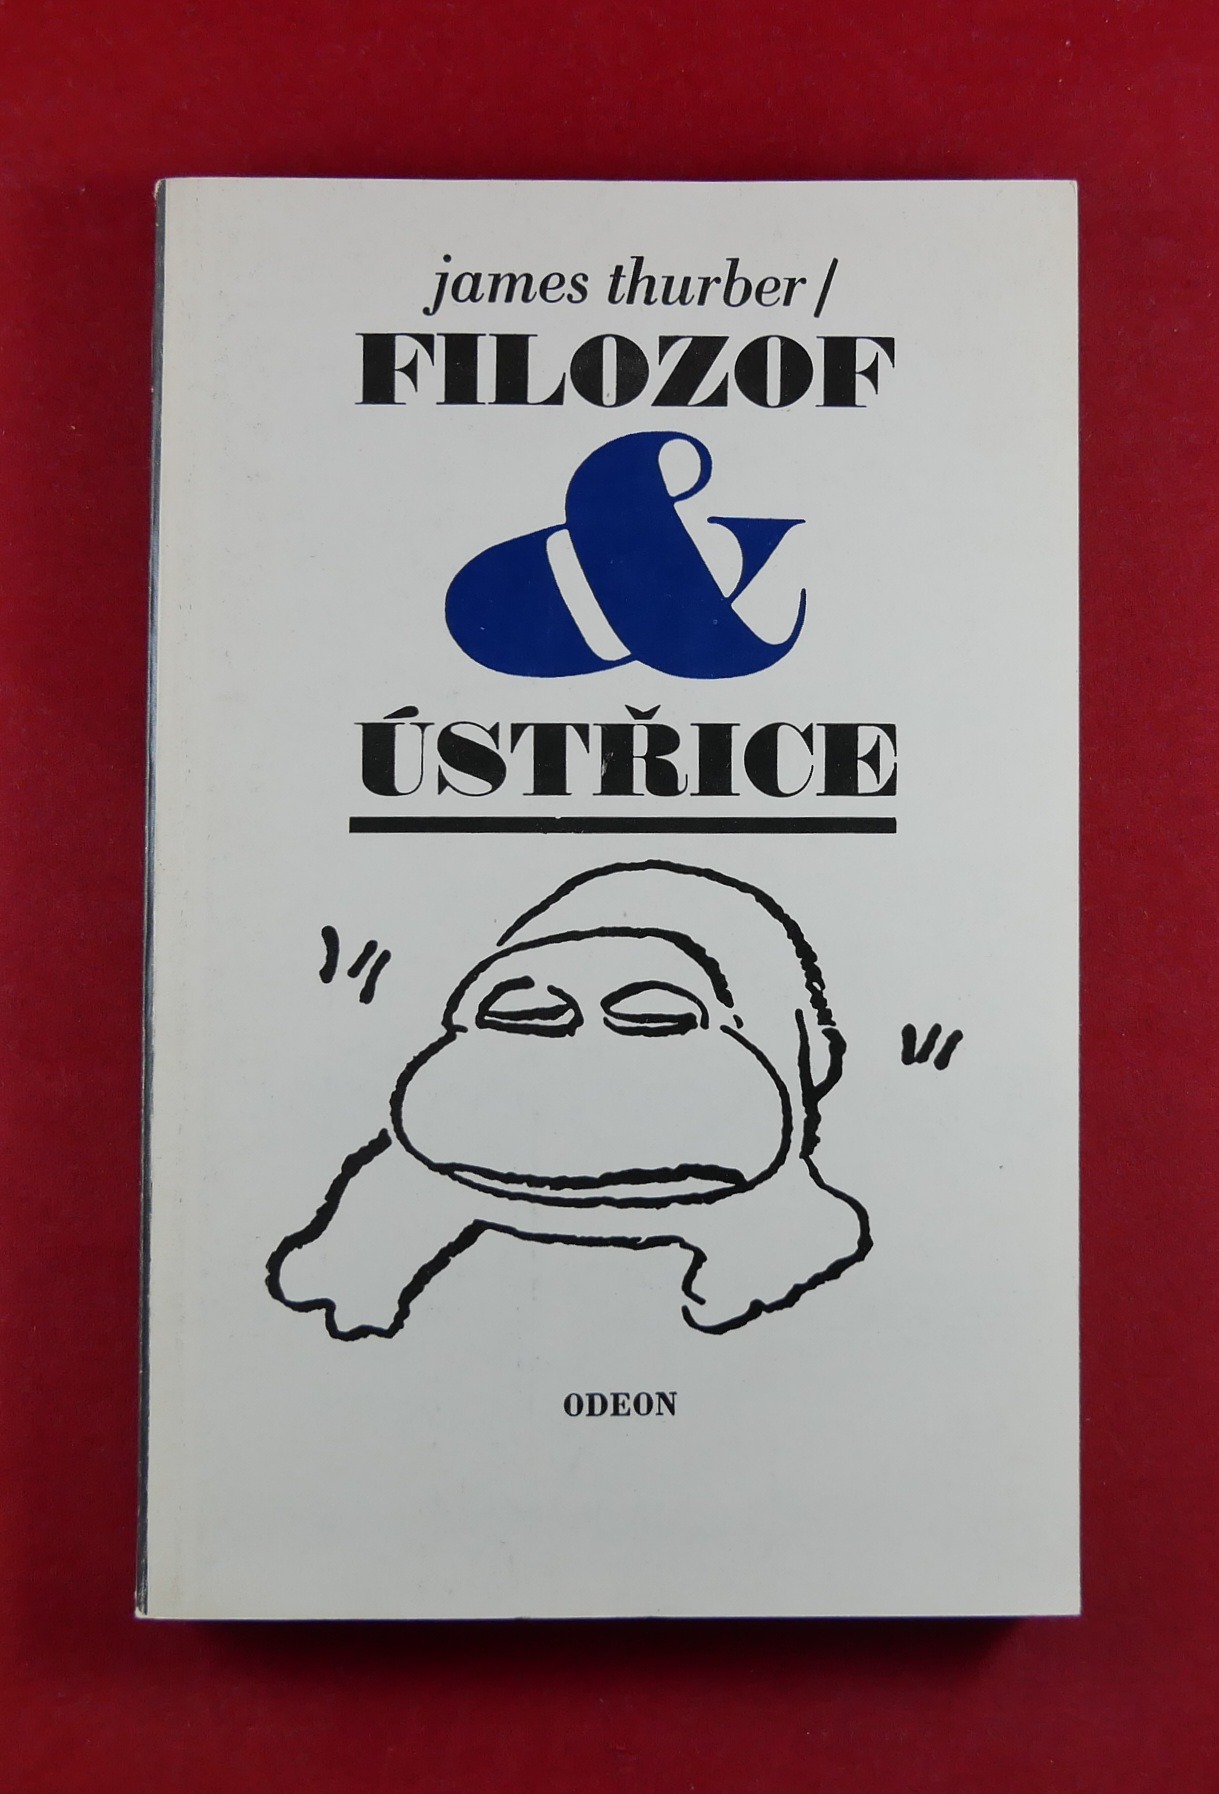 james thurber /
FILOZOF
&
ÚSTŘICE
ODEON